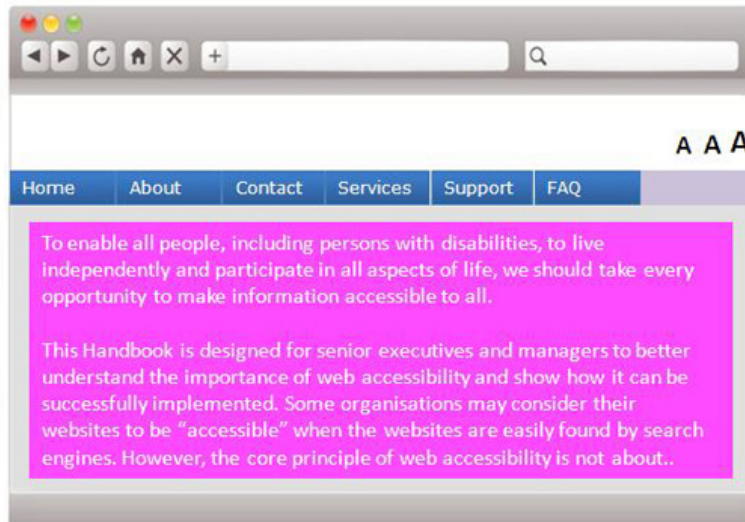 A A A
Home About Contact Services Support FAQ
To enable all people, including persons with disabilities, to live
independently and participate in all aspects of life, we should take every
opportunity to make information accessible to all.
This Handbook is designed for senior executives and managers to better
understand the importance of web accessibility and show how it can be
successfully implemented. Some organisations may consider their
websites to be “accessible” when the websites are easily found by search
engines. However, the core principle of web accessibility is not about..